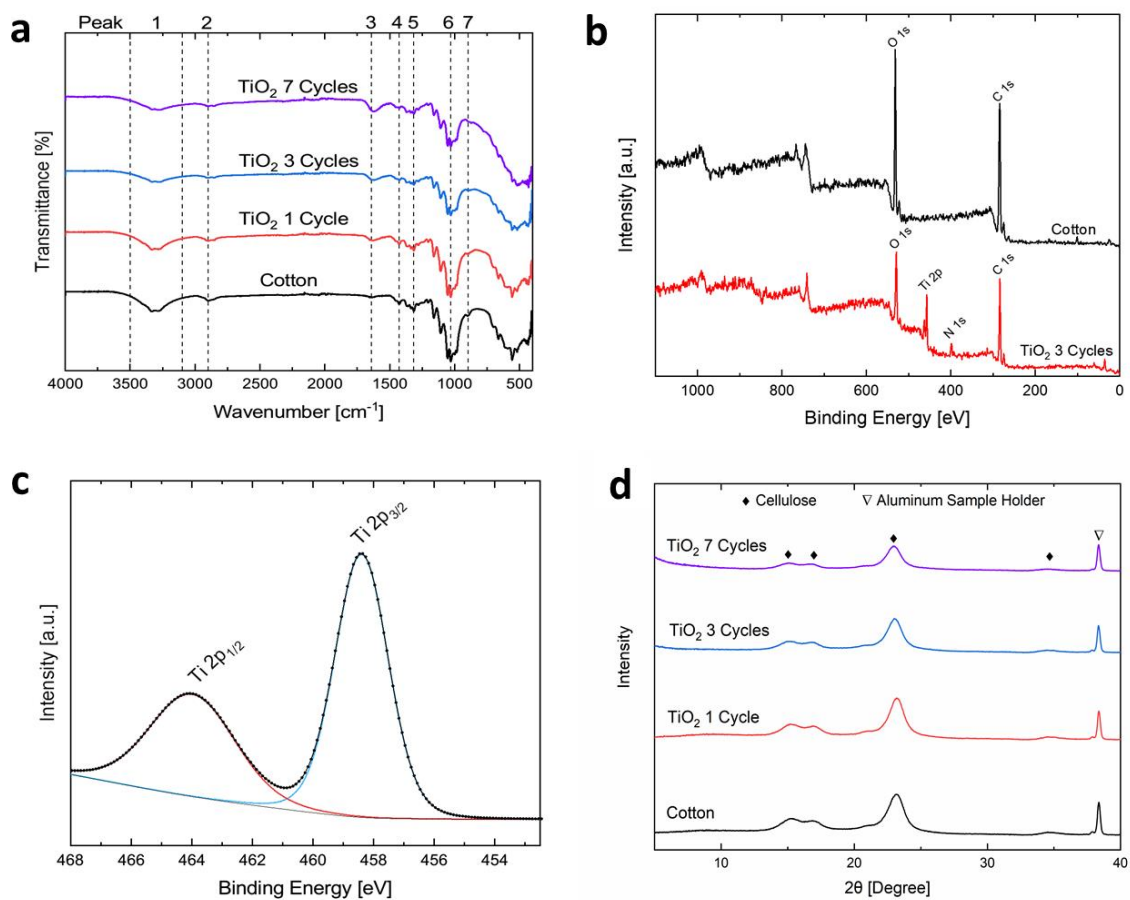 a
Peak 1 2 3 4 5 6 7
TiO2 7 Cycles
TiO2 3 Cycles
TiO2 1 Cycle
Cotton
Transmittance [%]
4000 3500 3000 2500 2000 1500 1000 500
Wavenumber [cm-1]
b
O 1s
C 1s
Cotton
O 1s
Ti 2p
N 1s
C 1s
TiO2 3 Cycles
Intensity [a.u.]
1000 800 600 400 200 0
Binding Energy [eV]
c
Ti 2p1/2
Ti 2p3/2
Intensity [a.u.]
468 466 464 462 460 458 456 454
Binding Energy [eV]
d
♦ Cellulose ▽ Aluminum Sample Holder
TiO2 7 Cycles
TiO2 3 Cycles
TiO2 1 Cycle
Cotton
Intensity
10 20 30 40
2θ [Degree]